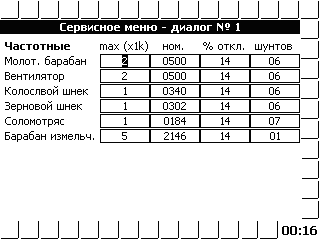 Сервисное меню - диалог № 1
Частотные max (x1k) ном. % откл. шунтов
Молот. барабан 2 0500 14 06
Вентилятор 2 0500 14 06
Колослвой шнек 1 0340 14 06
Зерновой шнек 1 0302 14 06
Соломотряс 1 0184 14 07
Барабан измельч. 5 2146 14 01
00:16